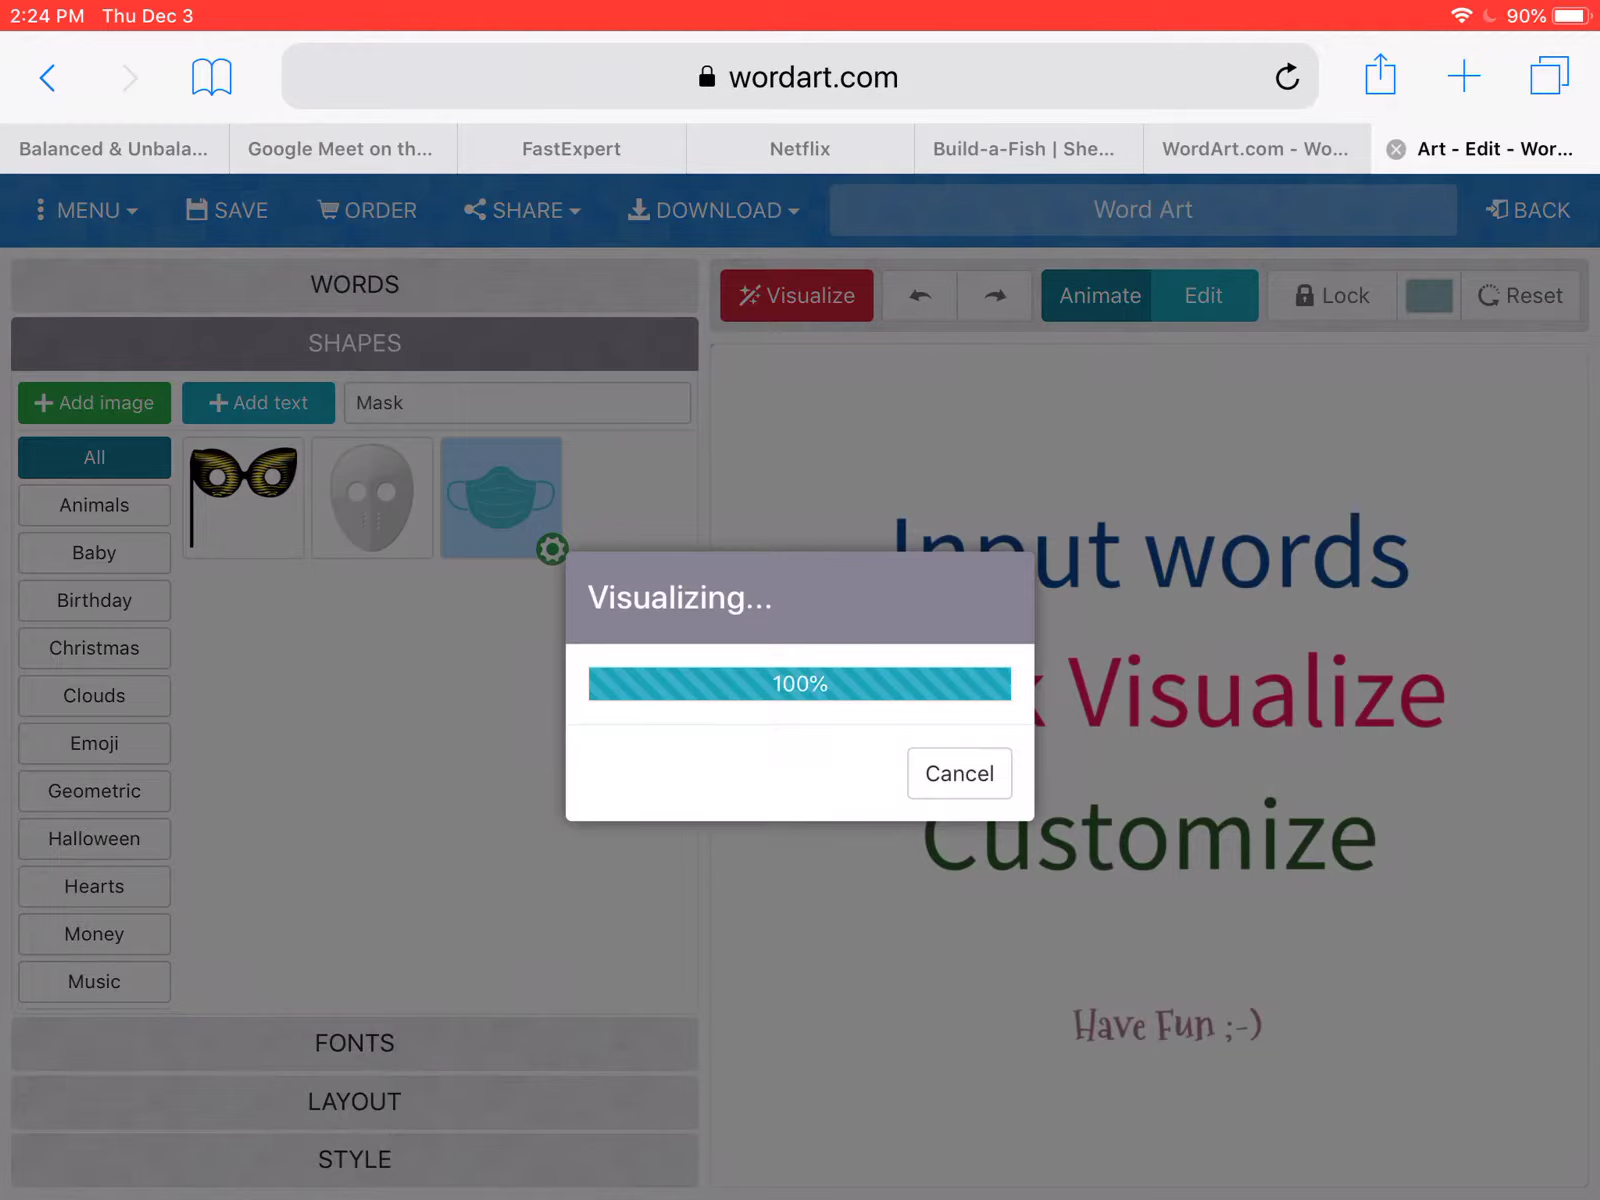 2:24 PM Thu Dec 3
90%
wordart.com
Balanced & Unbala...
Google Meet on th...
FastExpert
Netflix
Build-a-Fish | She...
WordArt.com - Wo...
Art - Edit - Wor...
MENU
SAVE
ORDER
SHARE
DOWNLOAD
Word Art
BACK
WORDS
SHAPES
Add image
Add text
Mask
All
Animals
Baby
Birthday
Christmas
Clouds
Emoji
Geometric
Halloween
Hearts
Money
Music
FONTS
LAYOUT
STYLE
Visualize
Animate
Edit
Lock
Reset
Input words
Visualize
Customize
Have Fun ;-)
Visualizing...
100%
Cancel